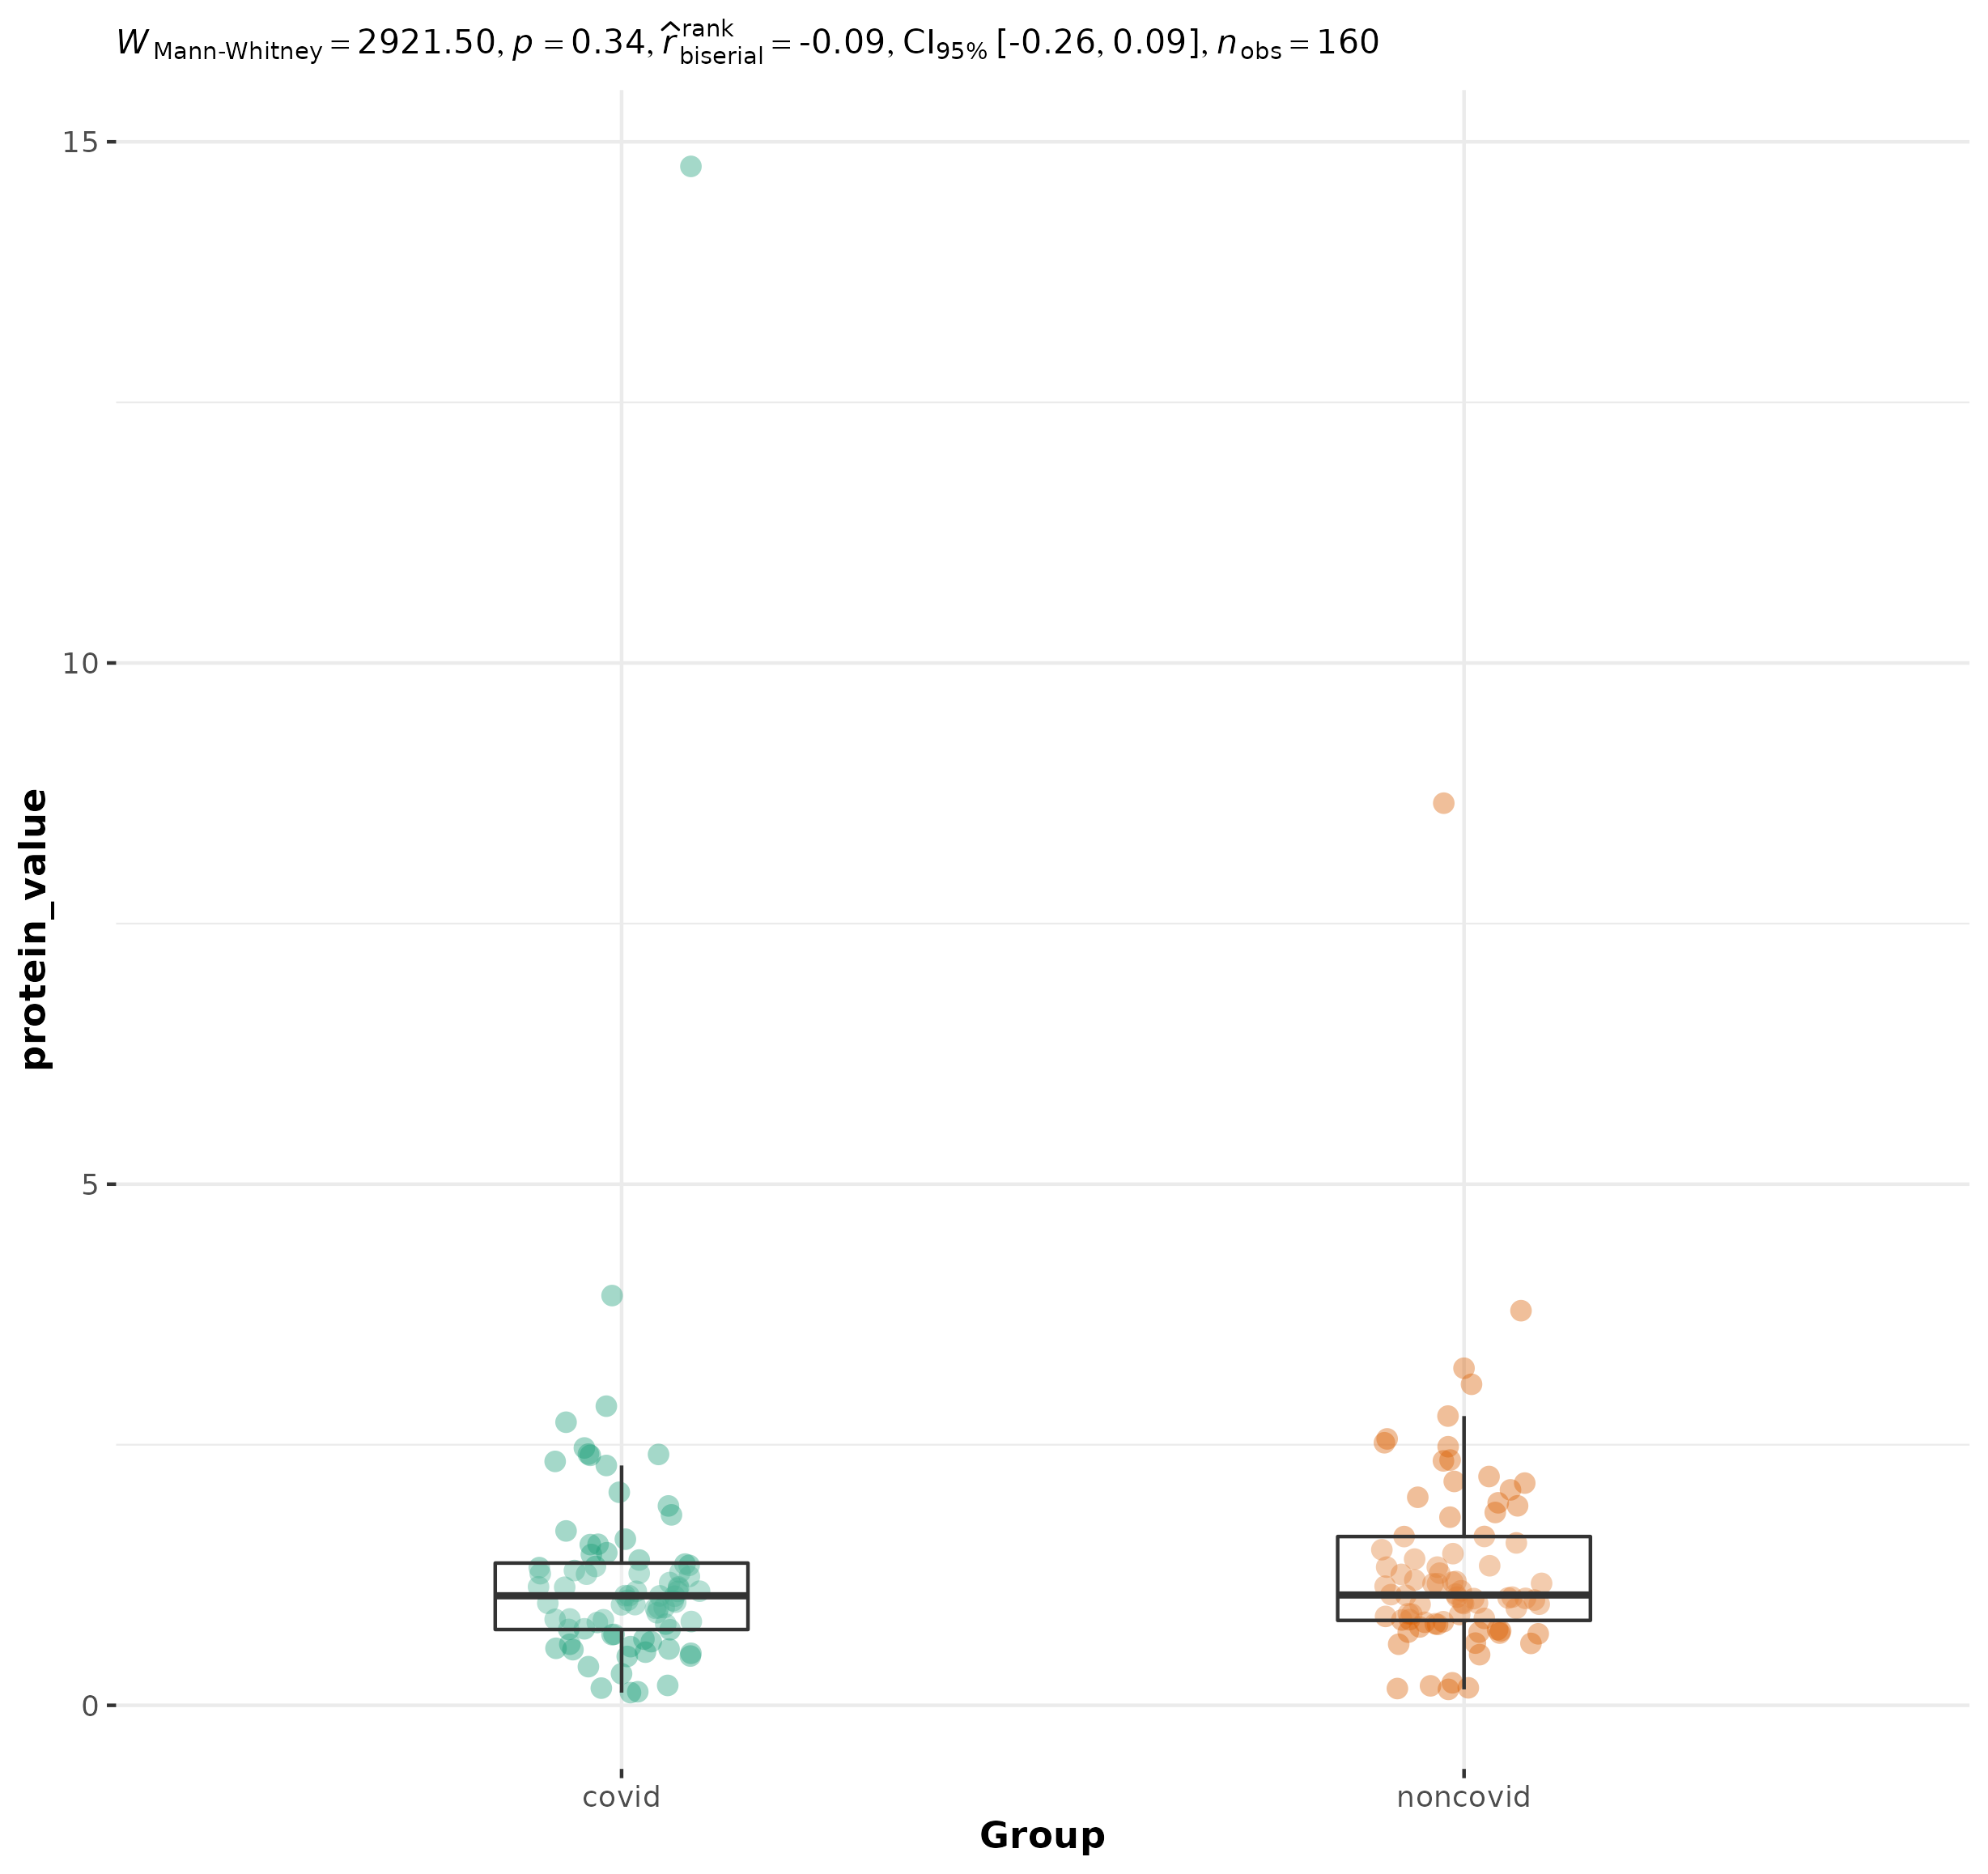 W Mann-Whitney = 2921.50, p = 0.34, r̂ rank biserial = -0.09, CI95% [-0.26, 0.09], n obs = 160
15
10
5
0
protein_value
covid noncovid
Group